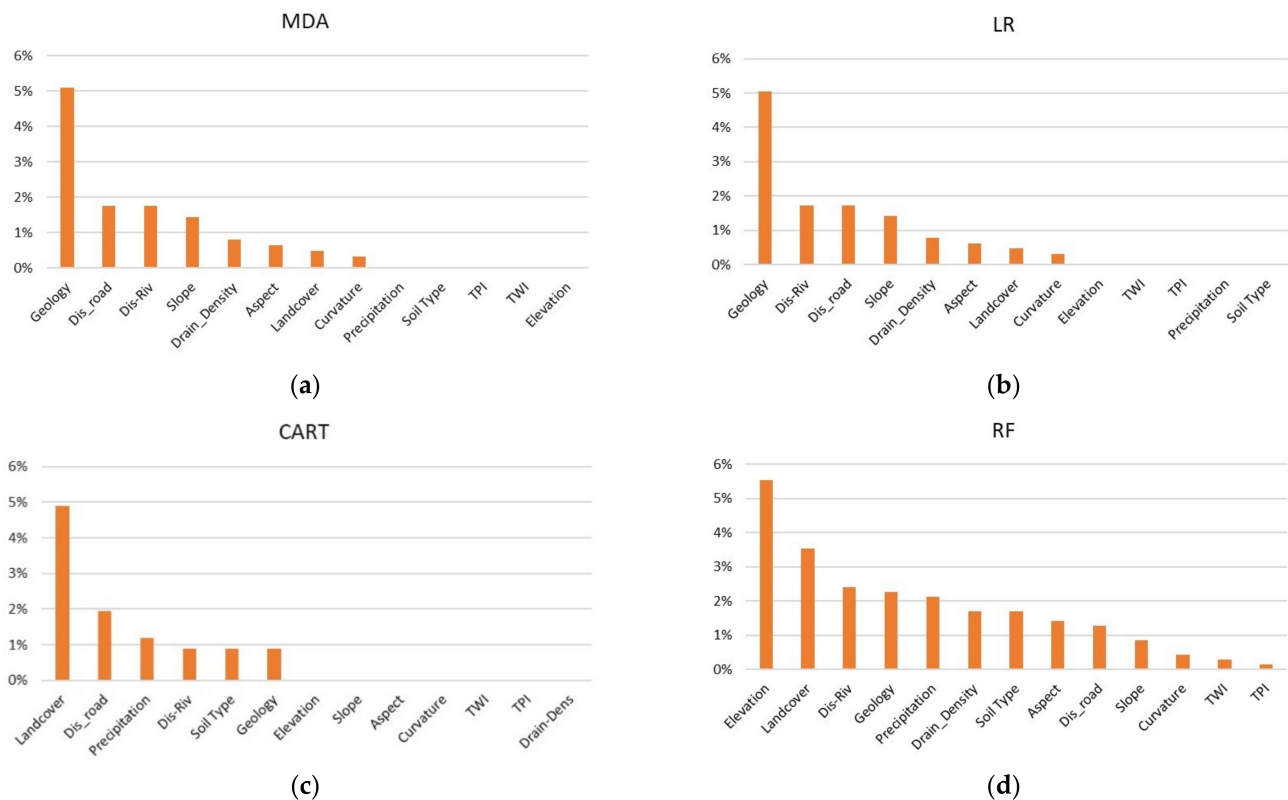 MDA
6%
5%
4%
3%
2%
1%
0%
Geology
Dis_road
Dis-Riv
Slope
Drain_Density
Aspect
Landcover
Curvature
Precipitation
Soil Type
TPI
TWI
Elevation
(a)
LR
6%
5%
4%
3%
2%
1%
0%
Geology
Dis-Riv
Dis_road
Slope
Drain_Density
Aspect
Landcover
Curvature
Elevation
TWI
TPI
Precipitation
Soil Type
(b)
CART
6%
5%
4%
3%
2%
1%
0%
Landcover
Dis_road
Precipitation
Dis-Riv
Soil Type
Geology
Elevation
Slope
Aspect
Curvature
TWI
TPI
Drain-Dens
(c)
RF
6%
5%
4%
3%
2%
1%
0%
Elevation
Landcover
Dis-Riv
Geology
Precipitation
Drain_Density
Soil Type
Aspect
Dis_road
Slope
Curvature
TWI
TPI
(d)